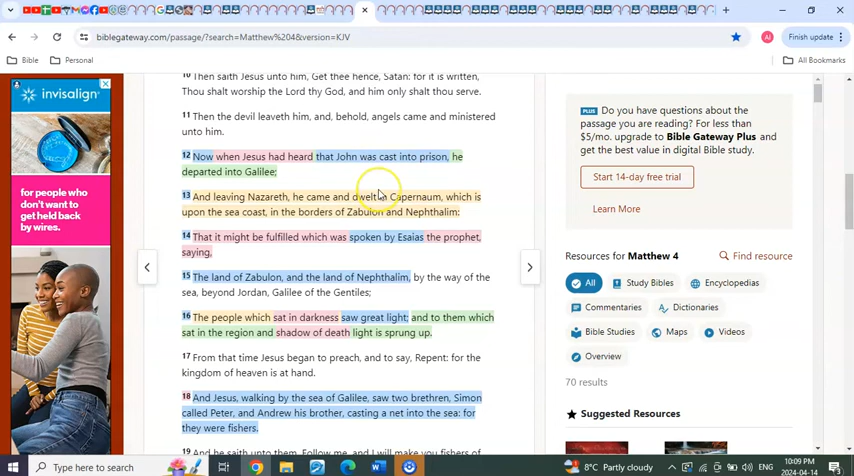 biblegateway.com/passage/?search=Matthew%204&version=KJV
AI
Finish update
Bible
Personal
All Bookmarks
10 Then saith Jesus unto him, Get thee hence, Satan: for it is written,
Thou shalt worship the Lord thy God, and him only shalt thou serve.
11 Then the devil leaveth him, and, behold, angels came and ministered
unto him.
12 Now when Jesus had heard that John was cast into prison, he
departed into Galilee;
13 And leaving Nazareth, he came and dwelt in Capernaum, which is
upon the sea coast, in the borders of Zabulon and Nephthalim:
14 That it might be fulfilled which was spoken by Esaias the prophet,
saying,
15 The land of Zabulon, and the land of Nephthalim, by the way of the
sea, beyond Jordan, Galilee of the Gentiles;
16 The people which sat in darkness saw great light; and to them which
sat in the region and shadow of death light is sprung up.
17 From that time Jesus began to preach, and to say, Repent: for the
kingdom of heaven is at hand.
18 And Jesus, walking by the sea of Galilee, saw two brethren, Simon
called Peter, and Andrew his brother, casting a net into the sea: for
they were fishers.
19 And he saith unto them, Follow me, and I will make you fishers of
invisalign
for people who
don't want to
get held back
by wires.
PLUS Do you have questions about the
passage you are reading? For less than
$5/mo. upgrade to Bible Gateway Plus and
get the best value in digital Bible study.
Start 14-day free trial
Learn More
Resources for Matthew 4
Find resource
All
Study Bibles
Encyclopedias
Commentaries
Dictionaries
Bible Studies
Maps
Videos
Overview
70 results
Suggested Resources
Type here to search
8°C Partly cloudy
ENG
10:09 PM
2024-04-14